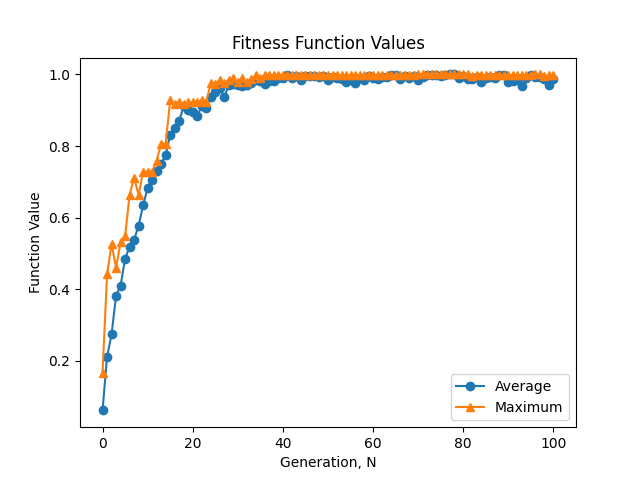 Fitness Function Values
1.0
0.8
0.6
0.4
0.2
Function Value
0
20
40
60
80
100
Generation, N
Average
Maximum